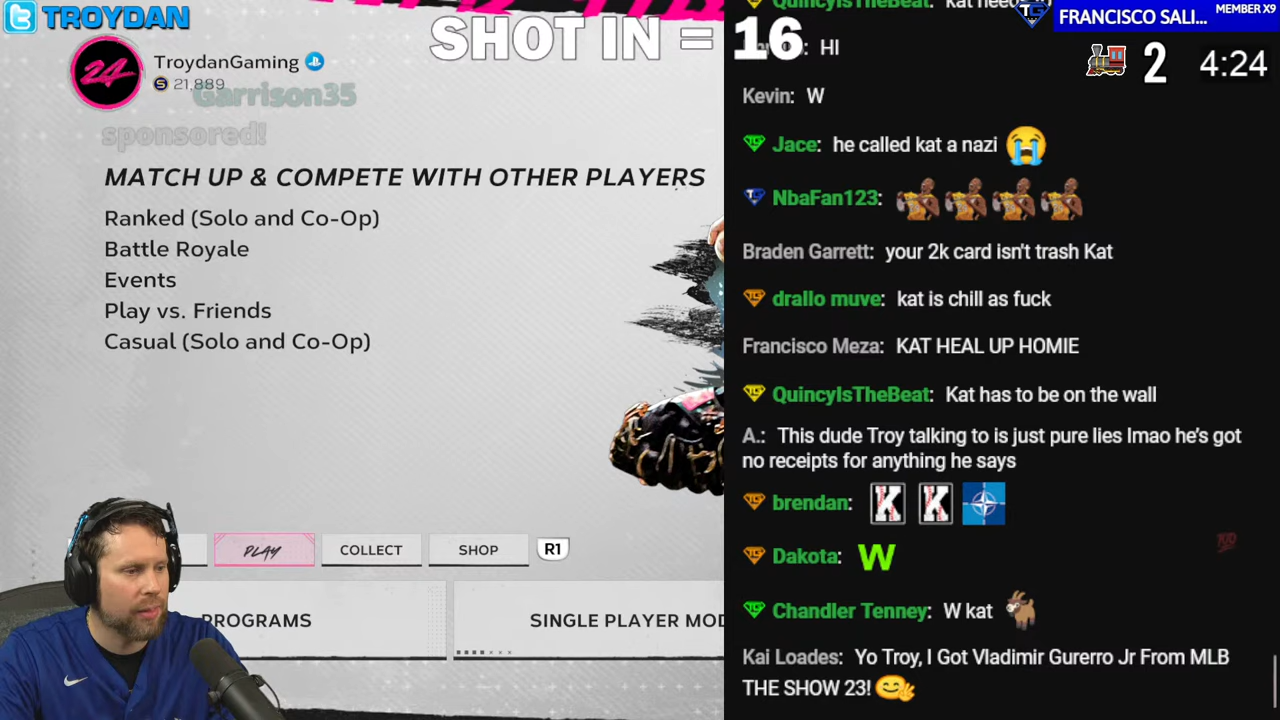 TROYDAN
SHOT IN = 16
24
TroydanGaming
S 21,889
Garrison35
sponsored!
MATCH UP & COMPETE WITH OTHER PLAYERS
Ranked (Solo and Co-Op)
Battle Royale
Events
Play vs. Friends
Casual (Solo and Co-Op)
PLAY
COLLECT
SHOP
R1
PROGRAMS
SINGLE PLAYER MOD
QuincyIsTheBeat: kat need
TG FRANCISCO SALI... MEMBER X9
2 4:24
HI
Kevin: W
Jace: he called kat a nazi 😭
NbaFan123:
Braden Garrett: your 2k card isn't trash Kat
drallo muve: kat is chill as fuck
Francisco Meza: KAT HEAL UP HOMIE
QuincyIsTheBeat: Kat has to be on the wall
A.: This dude Troy talking to is just pure lies lmao he's got
no receipts for anything he says
brendan: K K
Dakota: W
Chandler Tenney: W kat
Kai Loades: Yo Troy, I Got Vladimir Gurerro Jr From MLB
THE SHOW 23!